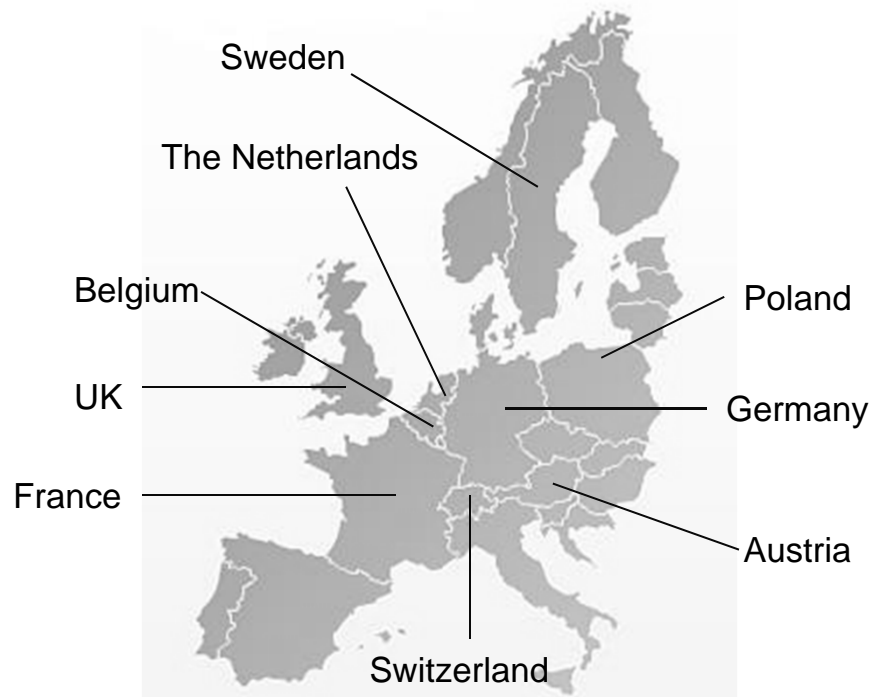 Sweden
The Netherlands
Belgium
Poland
UK
Germany
France
Austria
Switzerland